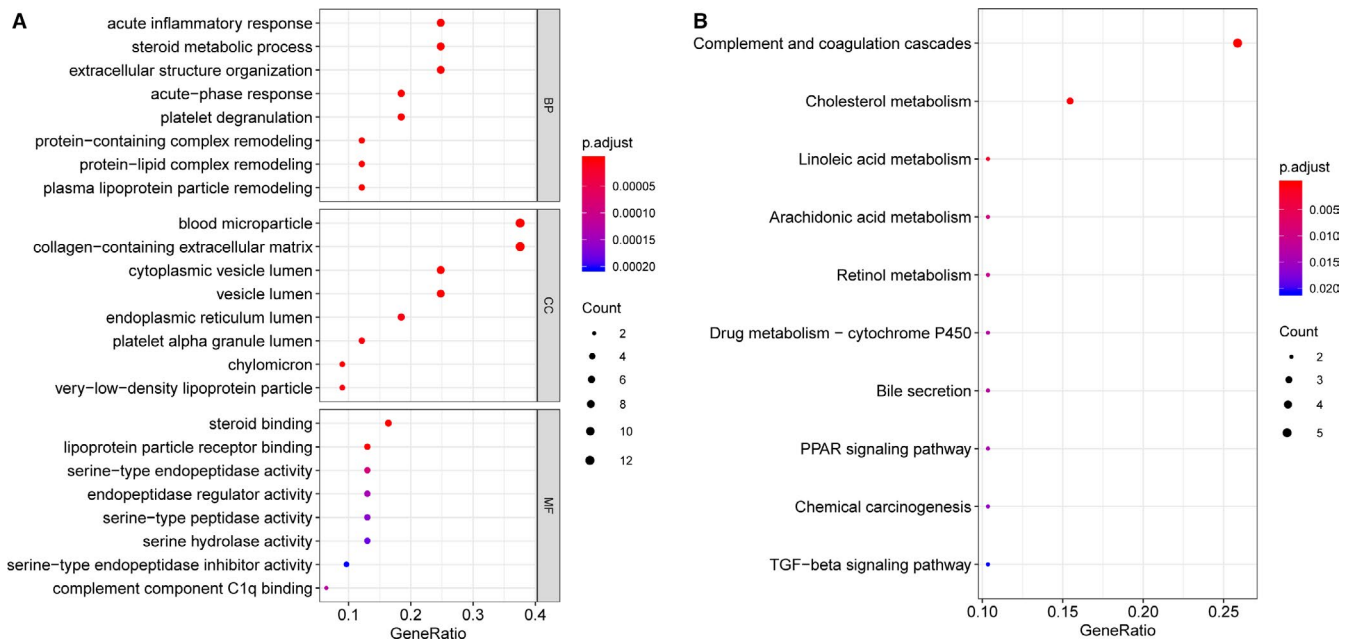 A
acute inflammatory response
steroid metabolic process
extracellular structure organization
acute−phase response
platelet degranulation
protein−containing complex remodeling
protein−lipid complex remodeling
plasma lipoprotein particle remodeling
BP
blood microparticle
collagen−containing extracellular matrix
cytoplasmic vesicle lumen
vesicle lumen
endoplasmic reticulum lumen
platelet alpha granule lumen
chylomicron
very−low−density lipoprotein particle
CC
steroid binding
lipoprotein particle receptor binding
serine−type endopeptidase activity
endopeptidase regulator activity
serine−type peptidase activity
serine hydrolase activity
serine−type endopeptidase inhibitor activity
complement component C1q binding
MF
0.1 0.2 0.3 0.4
GeneRatio
p.adjust
0.00005
0.00010
0.00015
0.00020
Count
2
4
6
8
10
12
B
Complement and coagulation cascades
Cholesterol metabolism
Linoleic acid metabolism
Arachidonic acid metabolism
Retinol metabolism
Drug metabolism − cytochrome P450
Bile secretion
PPAR signaling pathway
Chemical carcinogenesis
TGF−beta signaling pathway
0.10 0.15 0.20 0.25
GeneRatio
p.adjust
0.005
0.010
0.015
0.020
Count
2
3
4
5